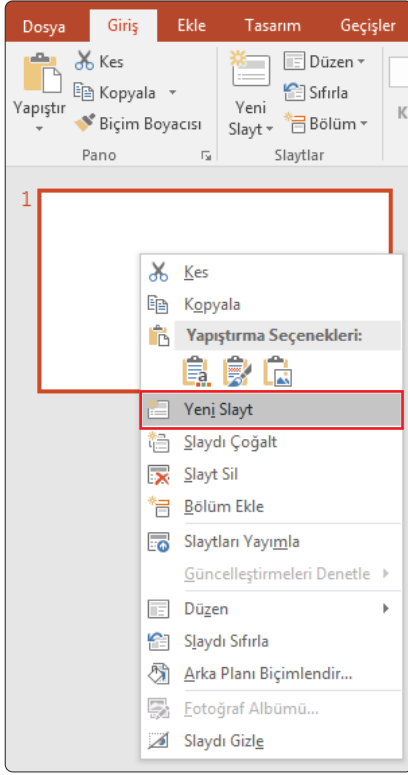 Dosya Giriş Ekle Tasarım Geçişler
Yapıştır
Kes
Kopyala
Biçim Boyacısı
Pano
Yeni
Slayt
Düzen
Sıfırla
Bölüm
Slaytlar
K
1
Kes
Kopyala
Yapıştırma Seçenekleri:
Yeni Slayt
Slaydı Çoğalt
Slayt Sil
Bölüm Ekle
Slaytları Yayımla
Güncelleştirmeleri Denetle
Düzen
Slaydı Sıfırla
Arka Planı Biçimlendir...
Fotoğraf Albümü...
Slaydı Gizle